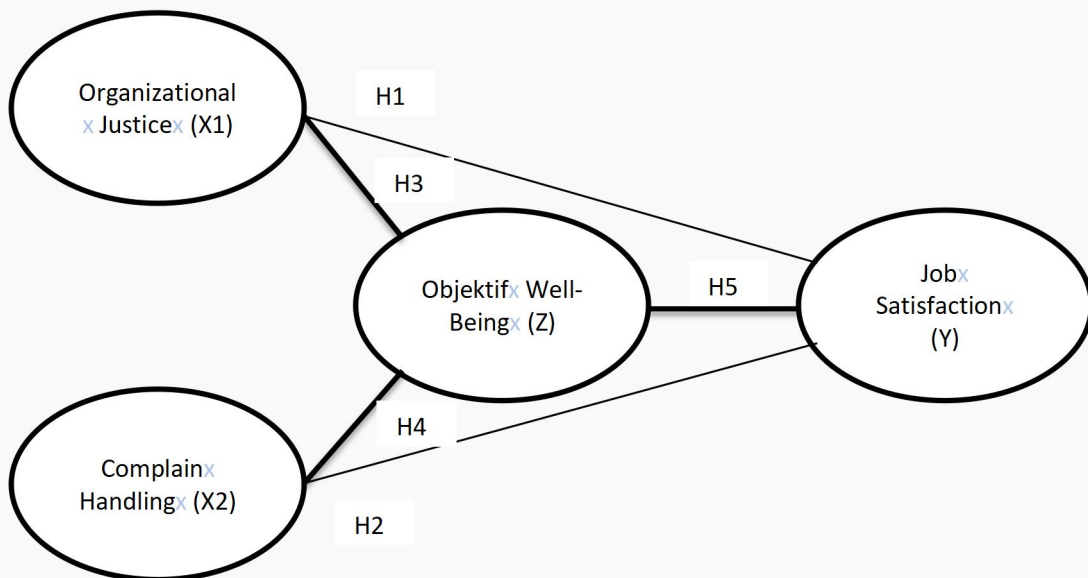 Organizational
x Justicex (X1)
H1
H3
Objektifx Well-
Beingx (Z)
H5
Jobx
Satisfactionx
(Y)
H4
Complainx
Handlingx (X2)
H2